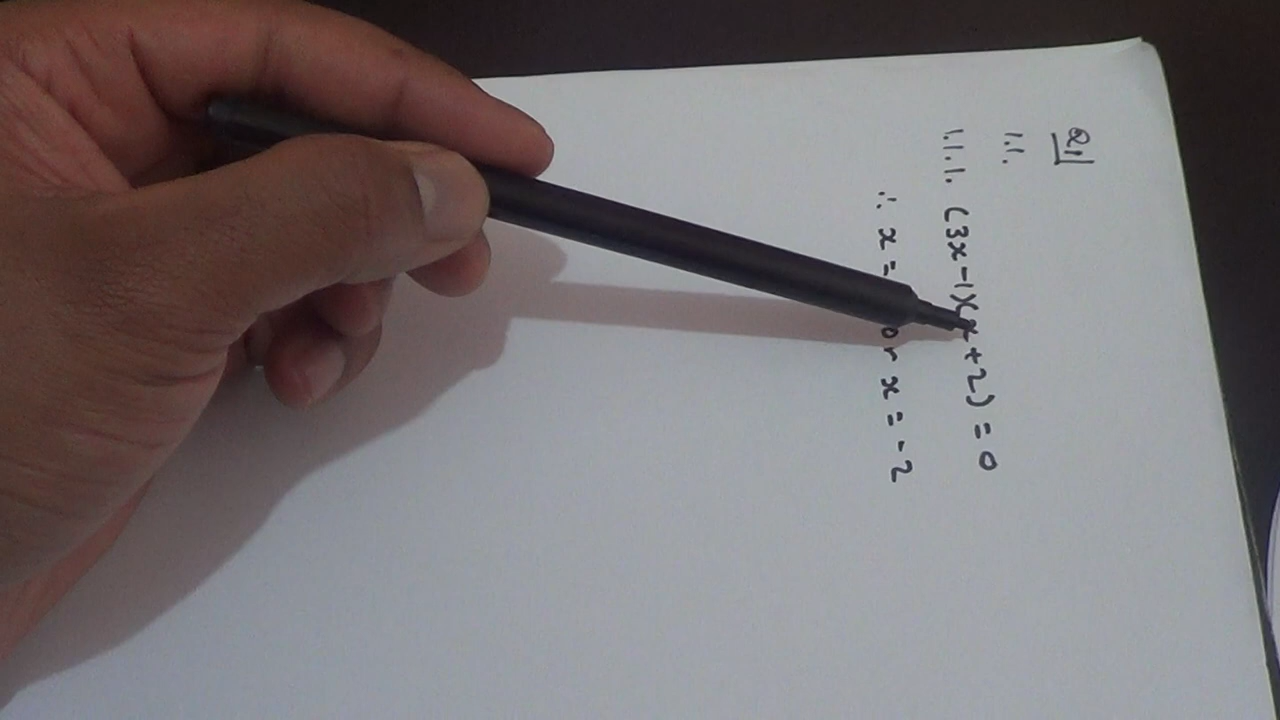 Q1
1.1.
1.1.1. (3x-1)(x+2) = 0
∴ x = or x = -2